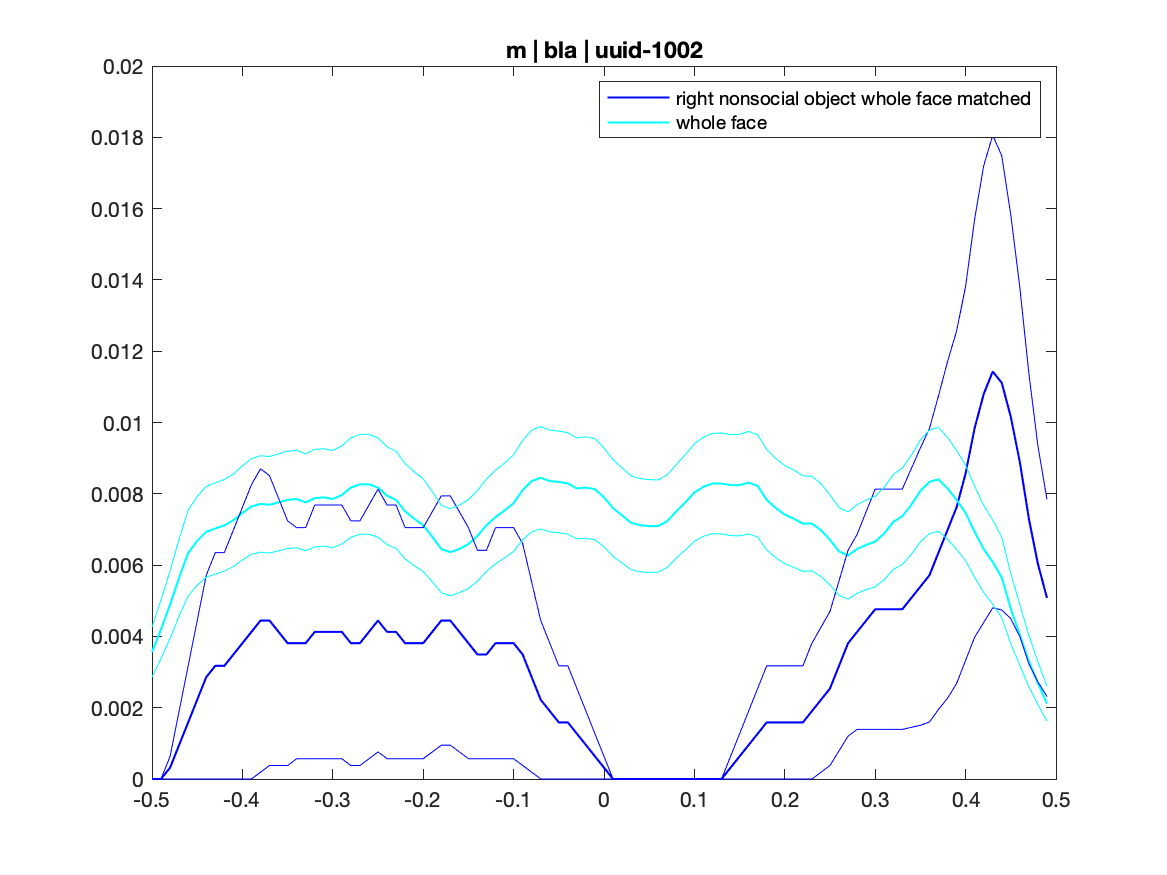 m | bla | uuid-1002
right nonsocial object whole face matched
whole face
0.02
0.018
0.016
0.014
0.012
0.01
0.008
0.006
0.004
0.002
0
-0.5 -0.4 -0.3 -0.2 -0.1 0 0.1 0.2 0.3 0.4 0.5